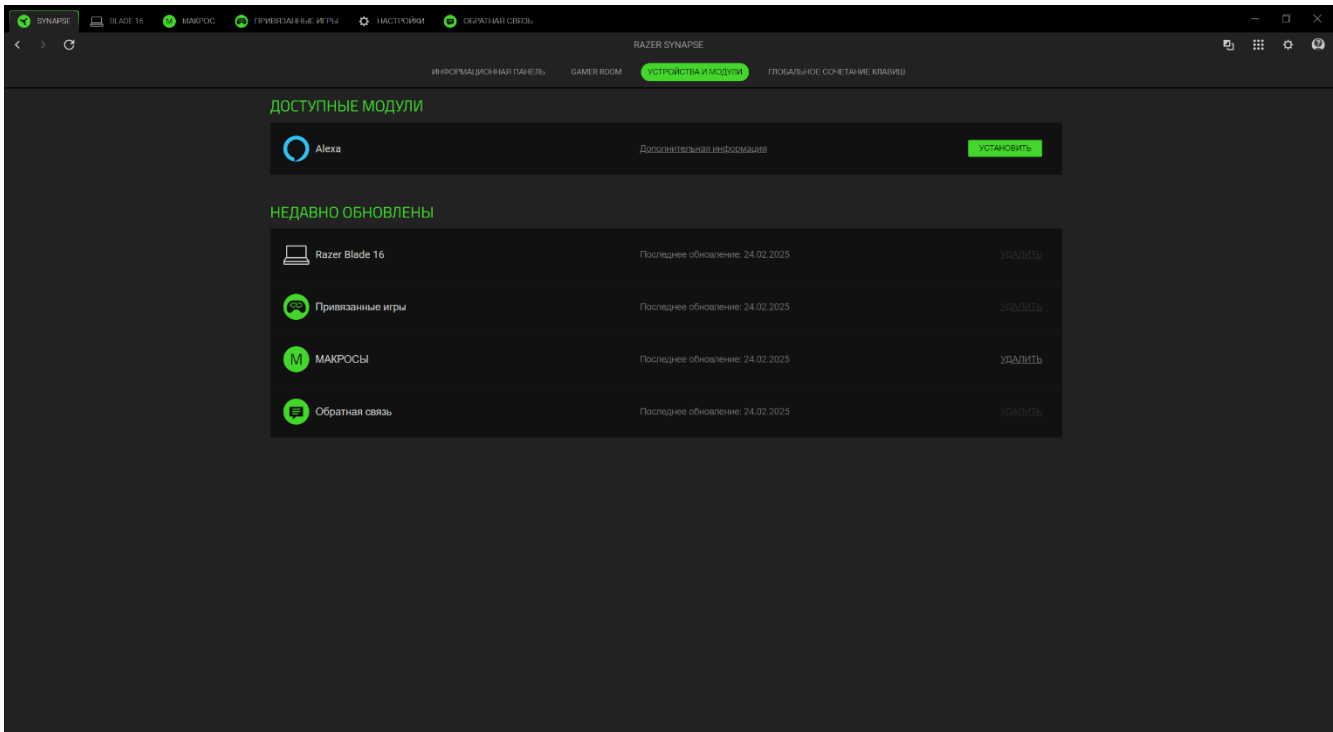 SYNAPSE BLADE 16 МАКРОС ПРИВЯЗАННЫЕ ИГРЫ НАСТРОЙКИ ОБРАТНАЯ СВЯЗЬ
RAZER SYNAPSE
ИНФОРМАЦИОННАЯ ПАНЕЛЬ GAMER ROOM УСТРОЙСТВА И МОДУЛИ ГЛОБАЛЬНОЕ СОЧЕТАНИЕ КЛАВИШ
ДОСТУПНЫЕ МОДУЛИ
Alexa Дополнительная информация УСТАНОВИТЬ
НЕДАВНО ОБНОВЛЕНЫ
Razer Blade 16 Последнее обновление: 24.02.2025 УДАЛИТЬ
Привязанные игры Последнее обновление: 24.02.2025 УДАЛИТЬ
M МАКРОСЫ Последнее обновление: 24.02.2025 УДАЛИТЬ
Обратная связь Последнее обновление: 24.02.2025 УДАЛИТЬ